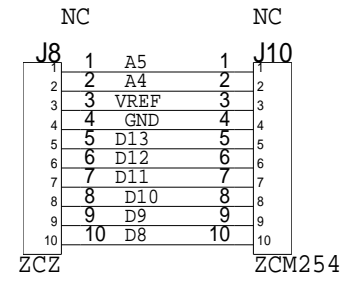 NC NC
J8 J10
1 1 A5 1 1
2 2 A4 2 2
3 3 VREF 3 3
4 4 GND 4 4
5 5 D13 5 5
6 6 D12 6 6
7 7 D11 7 7
8 8 D10 8 8
9 9 D9 9 9
10 10 D8 10 10
ZCZ ZCM254